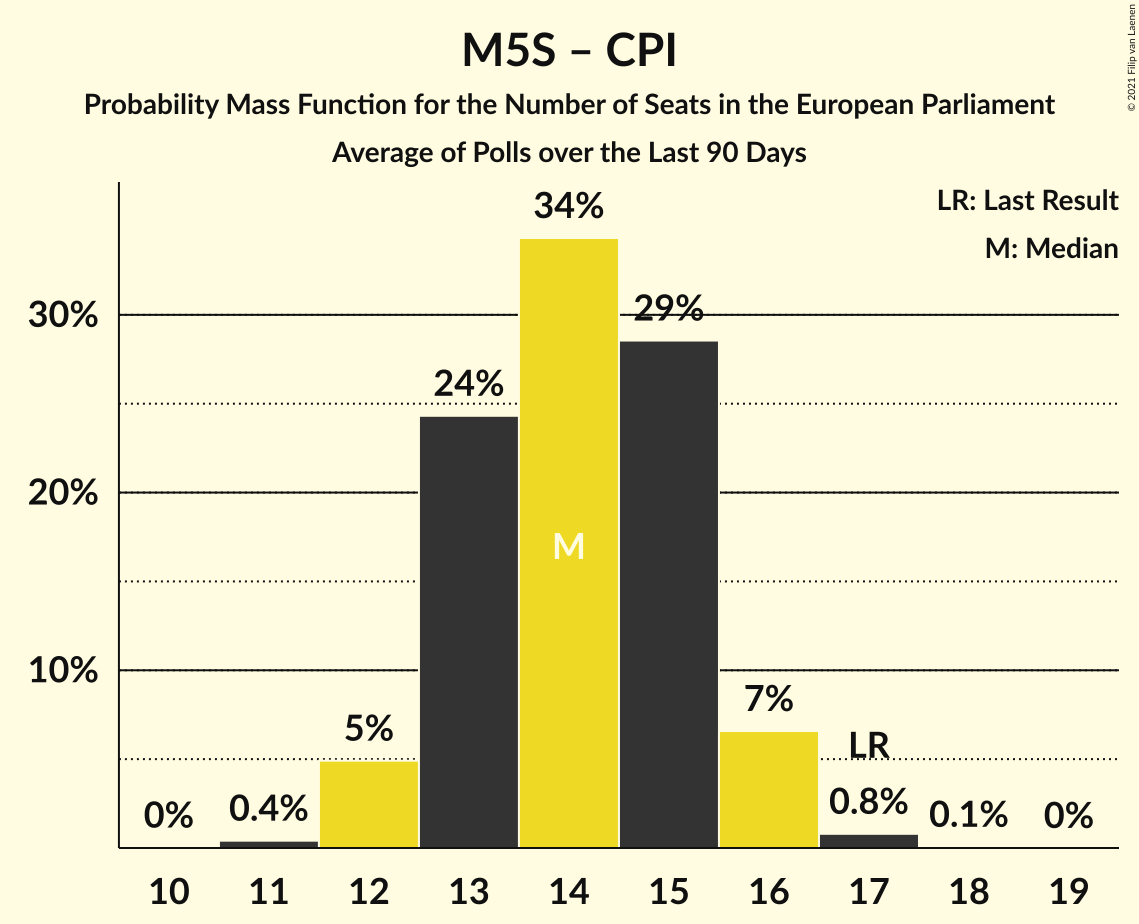 M5S – CPI
Probability Mass Function for the Number of Seats in the European Parliament
Average of Polls over the Last 90 Days
© 2021 Filip van Laenen
LR: Last Result
M: Median
34%
29%
30%
24%
20%
M
10%
7%
5%
LR
0.8%
0.4%
0%
0.1%
0%
10 11 12 13 14 15 16 17 18 19